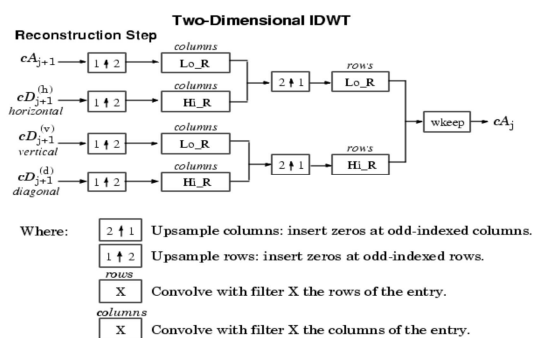 Two-Dimensional IDWT
Reconstruction Step
cA j+1
1 ↑ 2
columns
Lo_R
cD j+1 (h)
horizontal
1 ↑ 2
columns
Hi_R
2 ↑ 1
rows
Lo_R
cD j+1 (v)
vertical
1 ↑ 2
columns
Lo_R
cD j+1 (d)
diagonal
1 ↑ 2
columns
Hi_R
2 ↑ 1
rows
Hi_R
wkeep
cA j
Where:
2 ↑ 1 Upsample columns: insert zeros at odd-indexed columns.
1 ↑ 2 Upsample rows: insert zeros at odd-indexed rows.
rows
X Convolve with filter X the rows of the entry.
columns
X Convolve with filter X the columns of the entry.